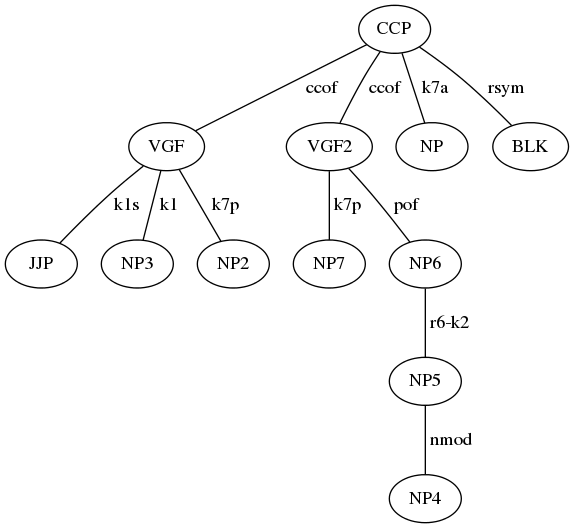 CCP
ccof ccof k7a rsym
VGF VGF2 NP BLK
k1s k1 k7p k7p pof
JJP NP3 NP2 NP7 NP6
r6-k2
NP5
nmod
NP4